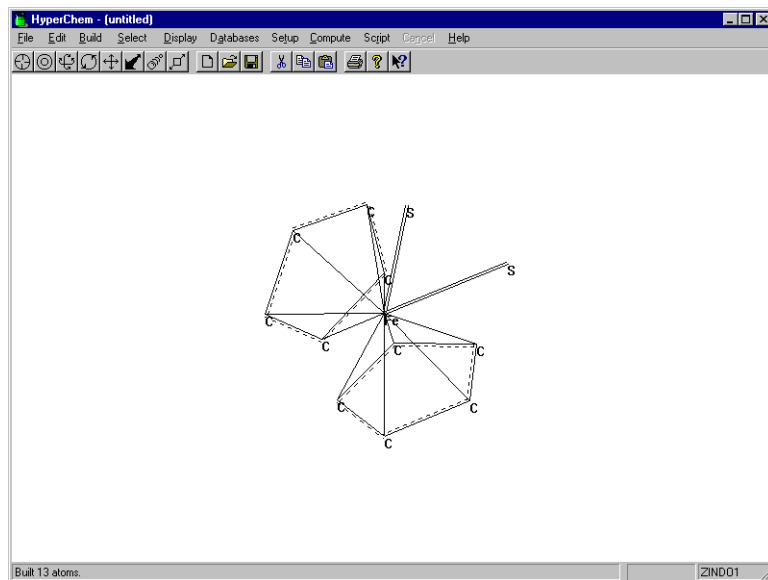 HyperChem - (untitled)
File Edit Build Select Display Databases Setup Compute Script Cancel Help
C
S
C
S
C
Fe
C
C
C
C
C
C
C
Built 13 atoms.
ZINDO1